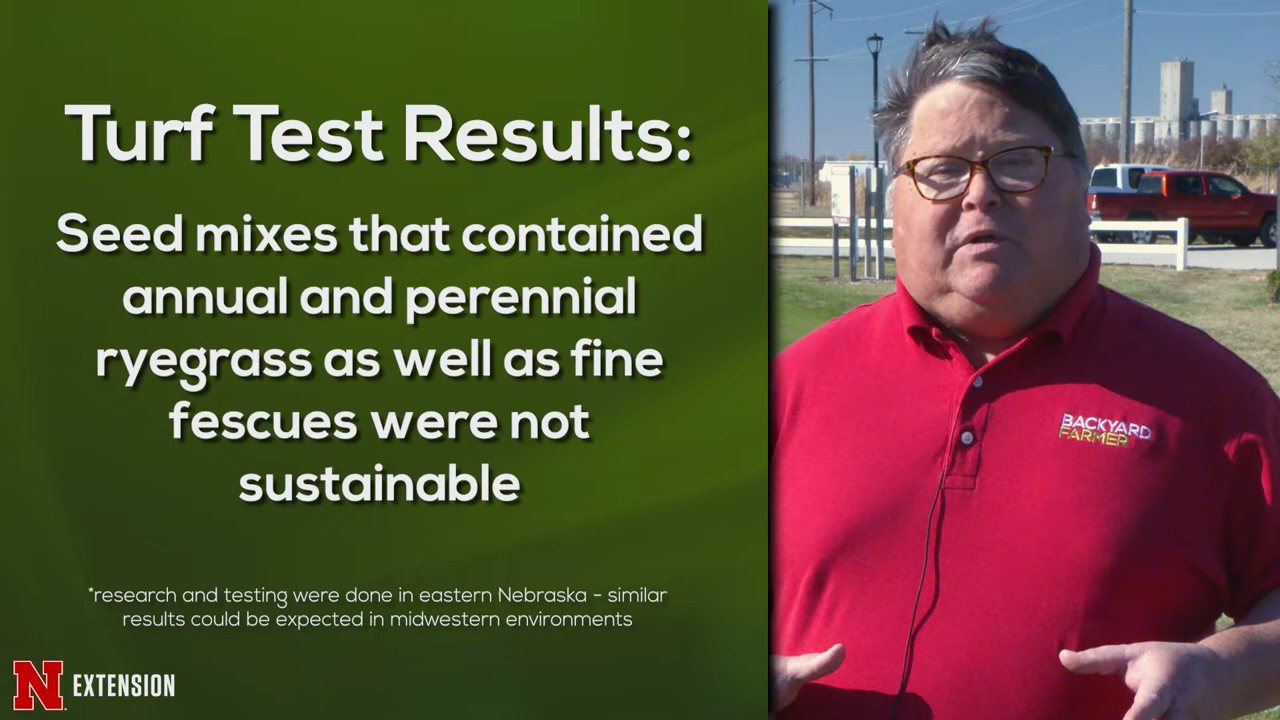 Turf Test Results:
Seed mixes that contained
annual and perennial
ryegrass as well as fine
fescues were not
sustainable
*research and testing were done in eastern Nebraska - similar
results could be expected in midwestern environments
N EXTENSION
BACKYARD
FARMER